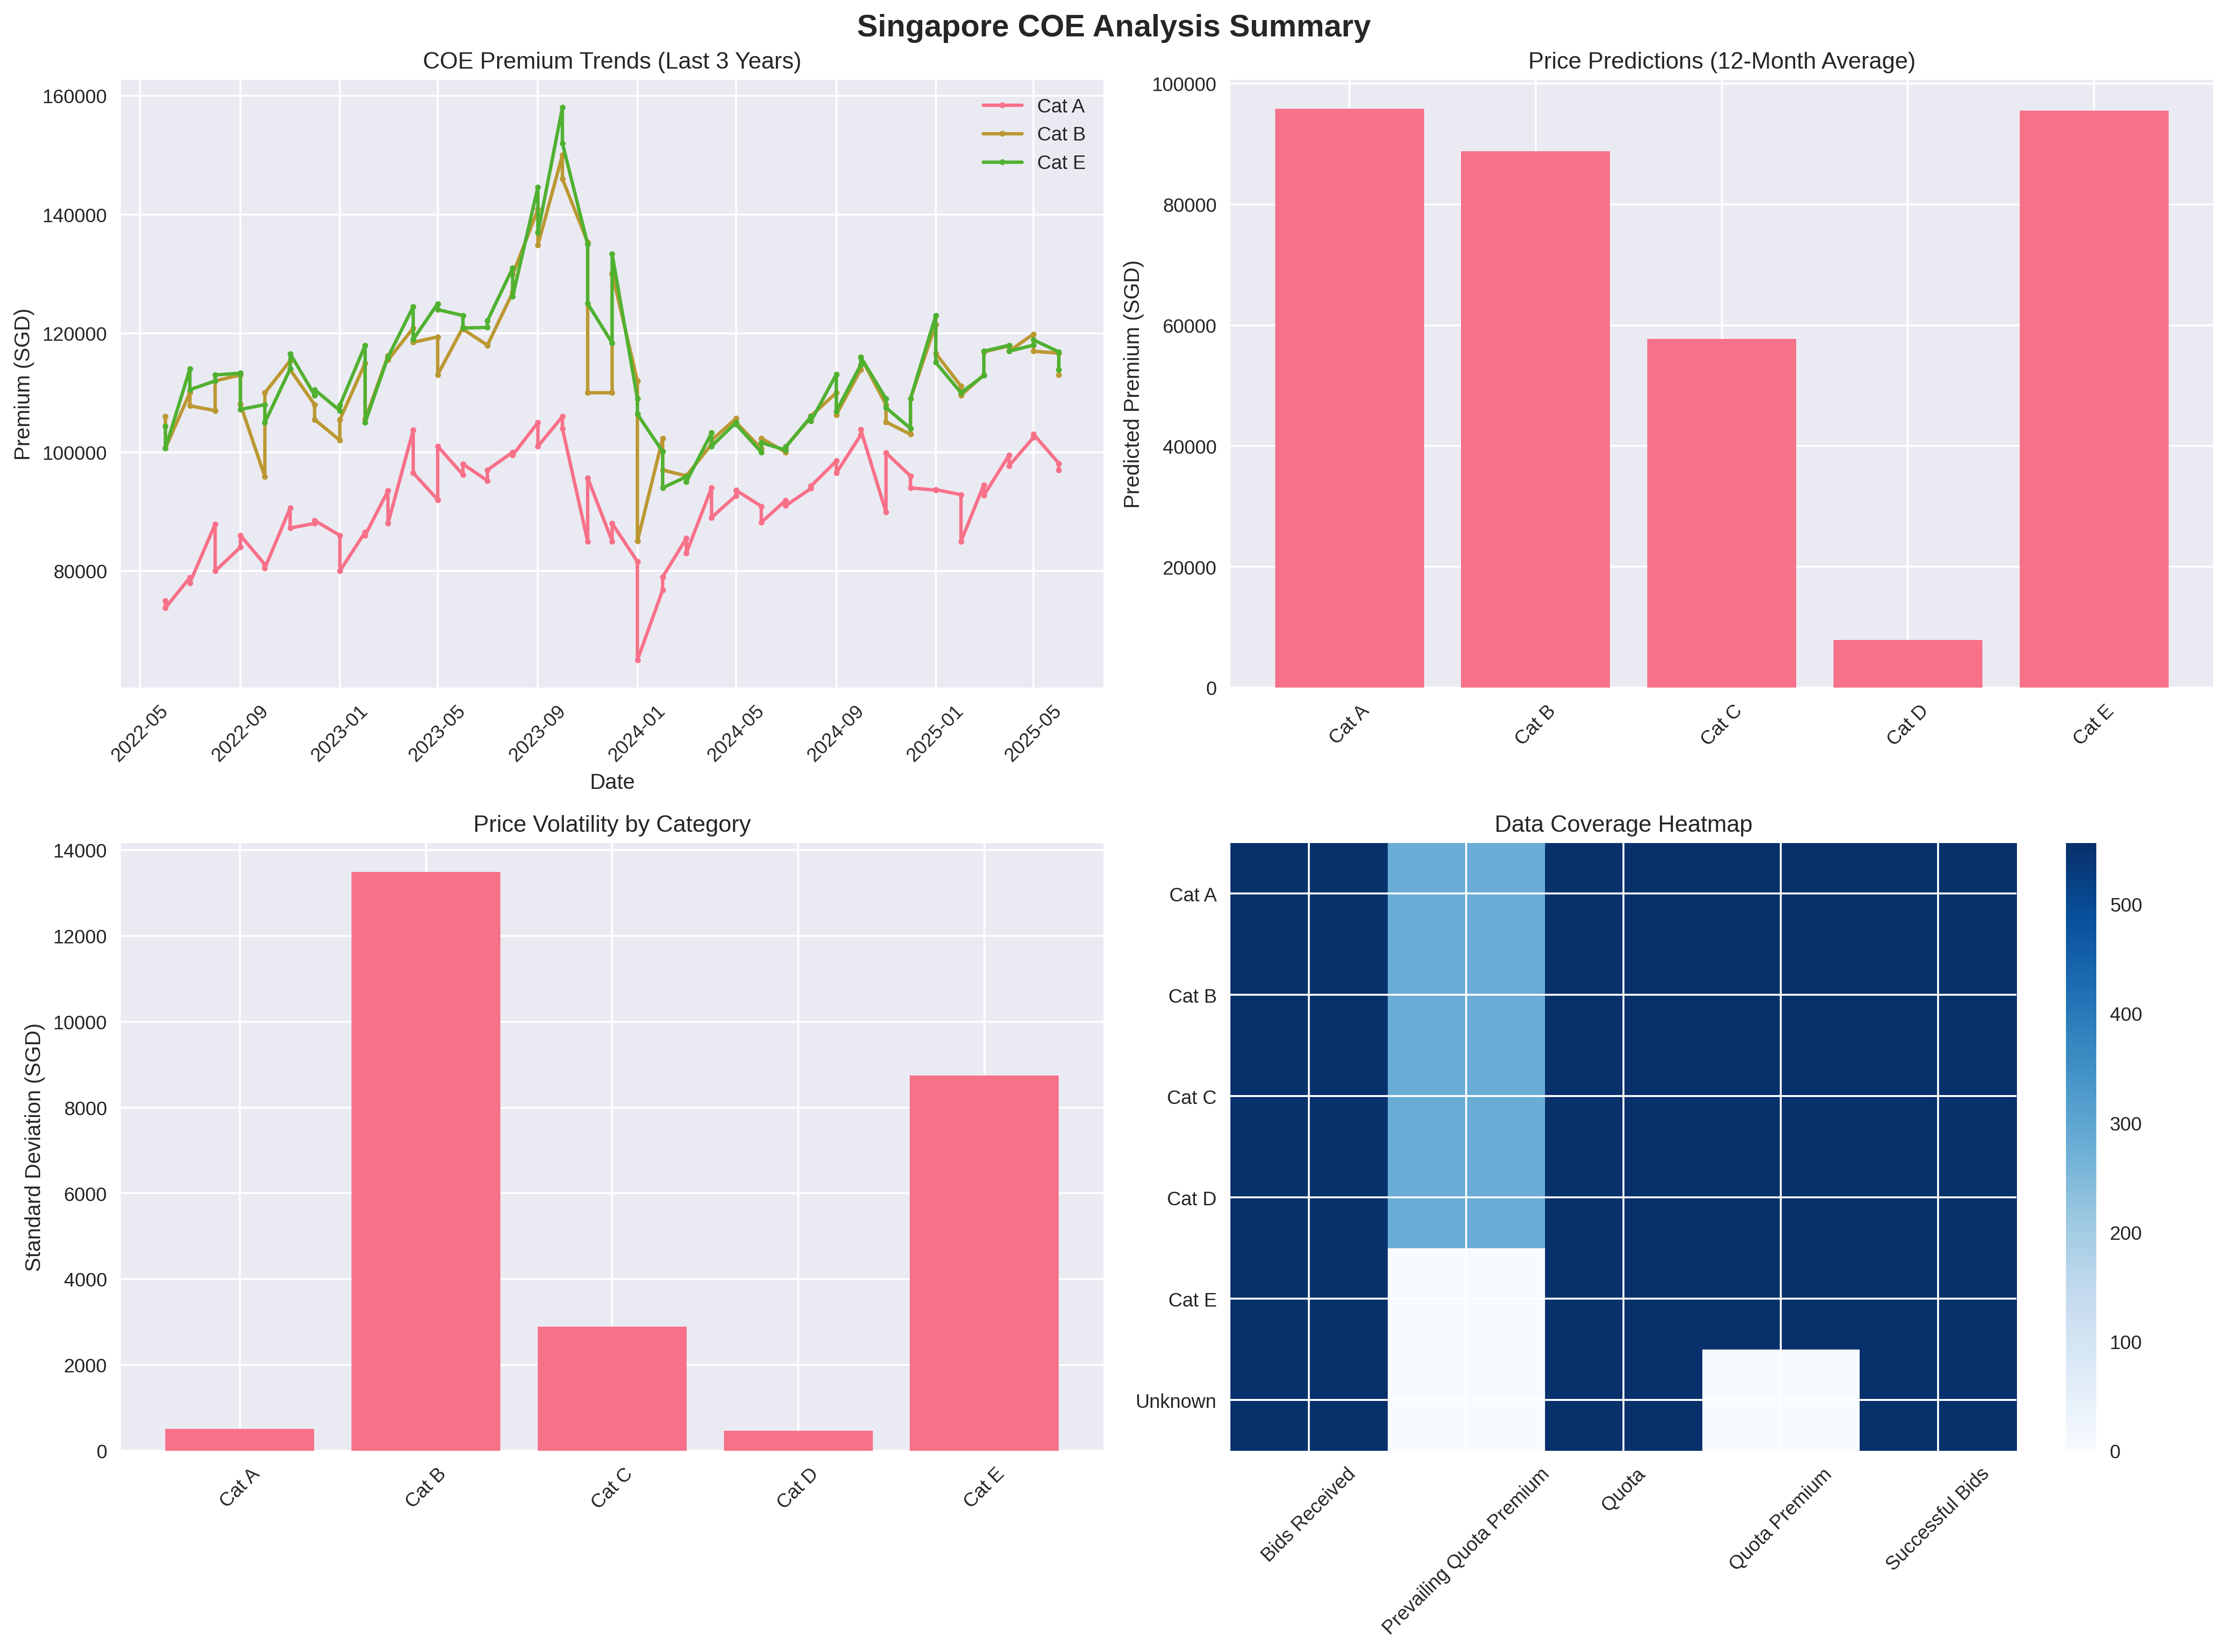 Singapore COE Analysis Summary
COE Premium Trends (Last 3 Years)
Premium (SGD)
160000
140000
120000
100000
80000
Cat A
Cat B
Cat E
2022-05
2022-09
2023-01
2023-05
2023-09
2024-01
2024-05
2024-09
2025-01
2025-05
Date
Price Predictions (12-Month Average)
Predicted Premium (SGD)
100000
80000
60000
40000
20000
0
Cat A
Cat B
Cat C
Cat D
Cat E
Price Volatility by Category
Standard Deviation (SGD)
14000
12000
10000
8000
6000
4000
2000
0
Cat A
Cat B
Cat C
Cat D
Cat E
Data Coverage Heatmap
Cat A
Cat B
Cat C
Cat D
Cat E
Unknown
Bids Received
Prevailing Quota Premium
Quota
Quota Premium
Successful Bids
500
400
300
200
100
0